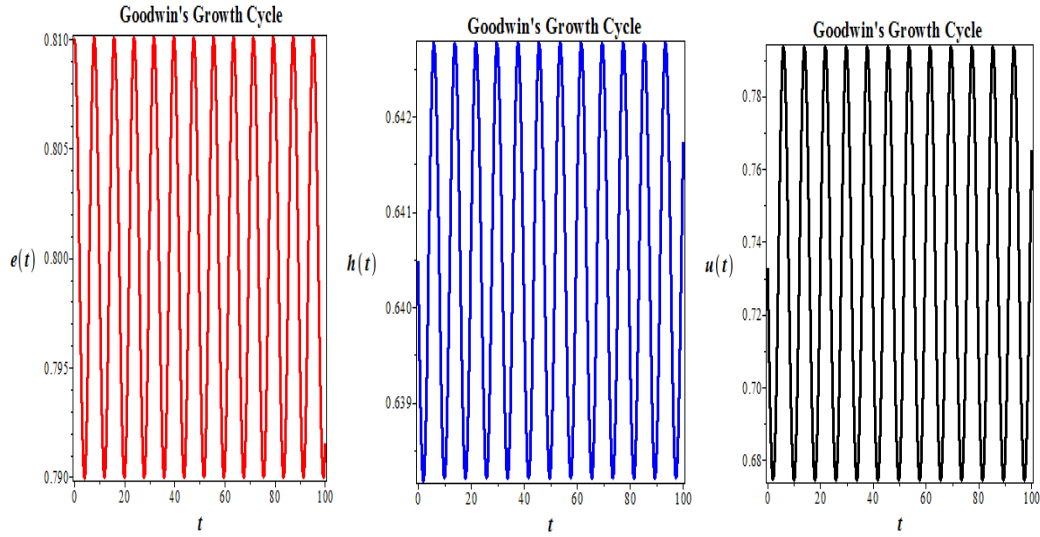 Goodwin's Growth Cycle
0.810
0.805
0.800
0.795
0.790
e(t)
0 20 40 60 80 100
t
Goodwin's Growth Cycle
0.642
0.641
0.640
0.639
h(t)
0 20 40 60 80 100
t
Goodwin's Growth Cycle
0.78
0.76
0.74
0.72
0.70
0.68
u(t)
0 20 40 60 80 100
t